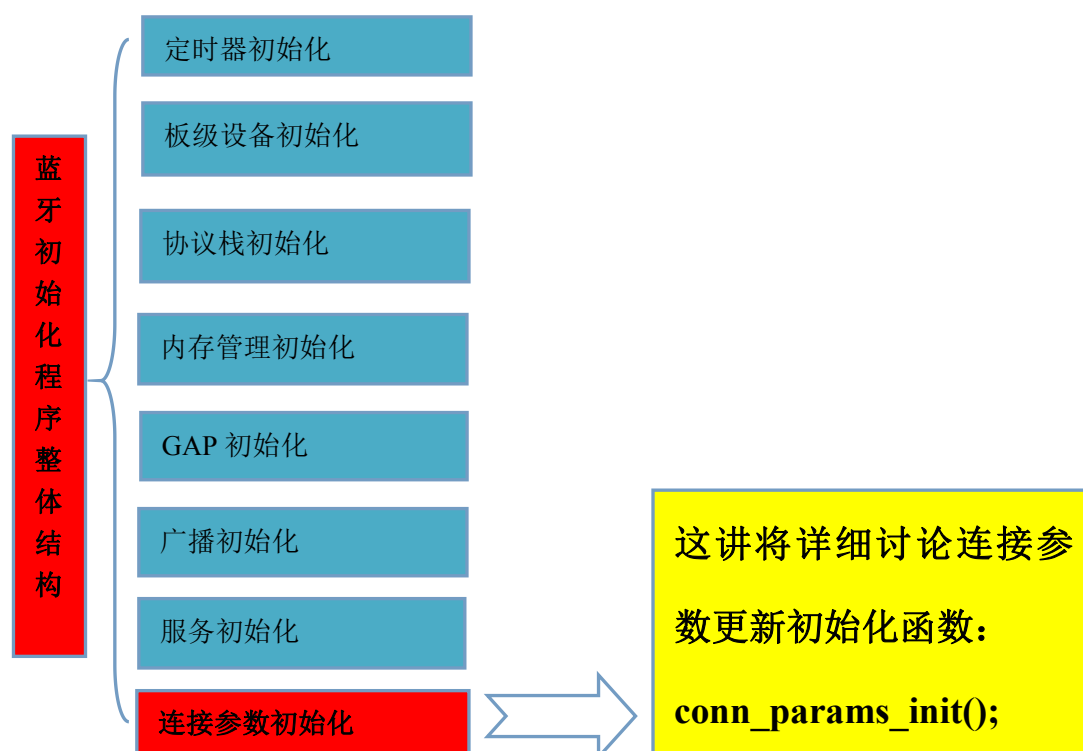 蓝牙初始化程序整体结构
定时器初始化
板级设备初始化
协议栈初始化
内存管理初始化
GAP 初始化
广播初始化
服务初始化
连接参数初始化
这讲将详细讨论连接参
数更新初始化函数：
conn_params_init();